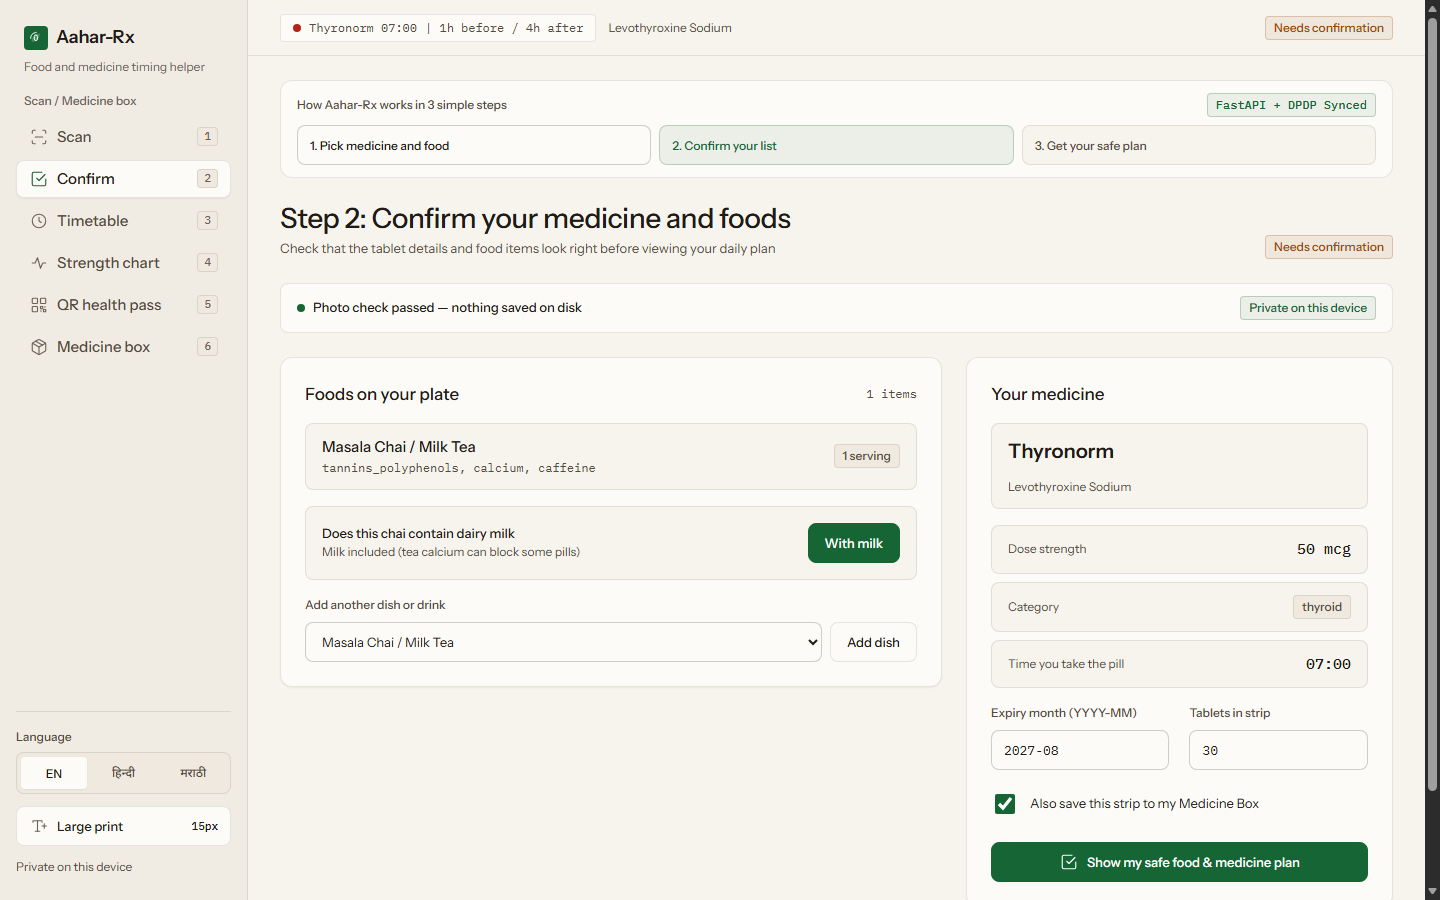 Aahar-Rx
Food and medicine timing helper
Scan / Medicine box
Scan 1
Confirm 2
Timetable 3
Strength chart 4
QR health pass 5
Medicine box 6
Language
EN हिन्दी मराठी
Large print 15px
Private on this device
Thyronorm 07:00 | 1h before / 4h after Levothyroxine Sodium Needs confirmation
How Aahar-Rx works in 3 simple steps FastAPI + DPDP Synced
1. Pick medicine and food 2. Confirm your list 3. Get your safe plan
Step 2: Confirm your medicine and foods
Check that the tablet details and food items look right before viewing your daily plan Needs confirmation
Photo check passed — nothing saved on disk Private on this device
Foods on your plate 1 items
Masala Chai / Milk Tea
tannins_polyphenols, calcium, caffeine
1 serving
Does this chai contain dairy milk
Milk included (tea calcium can block some pills)
With milk
Add another dish or drink
Masala Chai / Milk Tea Add dish
Your medicine
Thyronorm
Levothyroxine Sodium
Dose strength 50 mcg
Category thyroid
Time you take the pill 07:00
Expiry month (YYYY-MM) Tablets in strip
2027-08 30
Also save this strip to my Medicine Box
Show my safe food & medicine plan